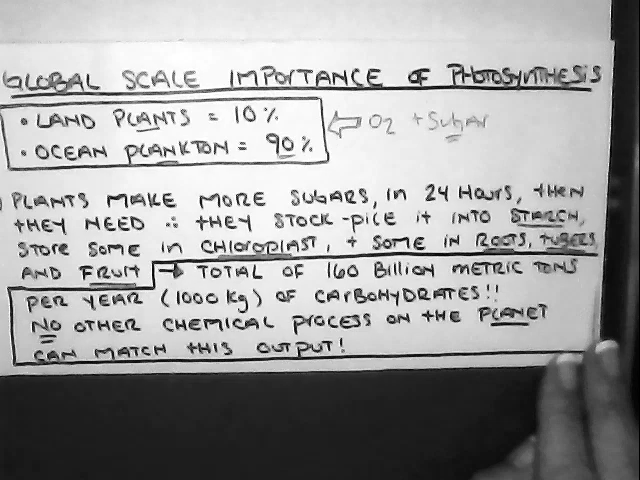 GLOBAL SCALE IMPORTANCE OF PHOTOSYNTHESIS
• LAND PLANTS = 10%
• OCEAN PLANKTON = 90%
O2 + SUGAR
PLANTS MAKE MORE SUGARS, IN 24 HOURS, THEN
THEY NEED ∴ THEY STOCK-PILE IT INTO STARCH,
STORE SOME IN CHLOROPLAST, + SOME IN ROOTS, TUBERS
AND FRUIT → TOTAL OF 160 BILLION METRIC TONS
PER YEAR (1000 Kg) OF CARBOHYDRATES!!
NO OTHER CHEMICAL PROCESS ON THE PLANET
CAN MATCH THIS OUTPUT!